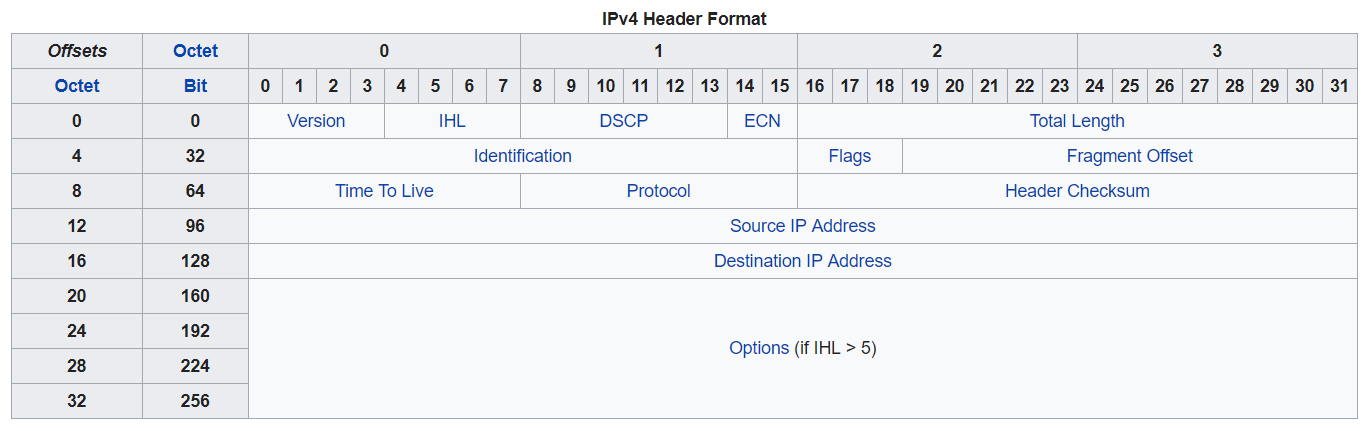 IPv4 Header Format
Offsets Octet 0 1 2 3
Octet Bit 0 1 2 3 4 5 6 7 8 9 10 11 12 13 14 15 16 17 18 19 20 21 22 23 24 25 26 27 28 29 30 31
0 0 Version IHL DSCP ECN Total Length
4 32 Identification Flags Fragment Offset
8 64 Time To Live Protocol Header Checksum
12 96 Source IP Address
16 128 Destination IP Address
20 160
24 192
Options (if IHL > 5)
28 224
32 256